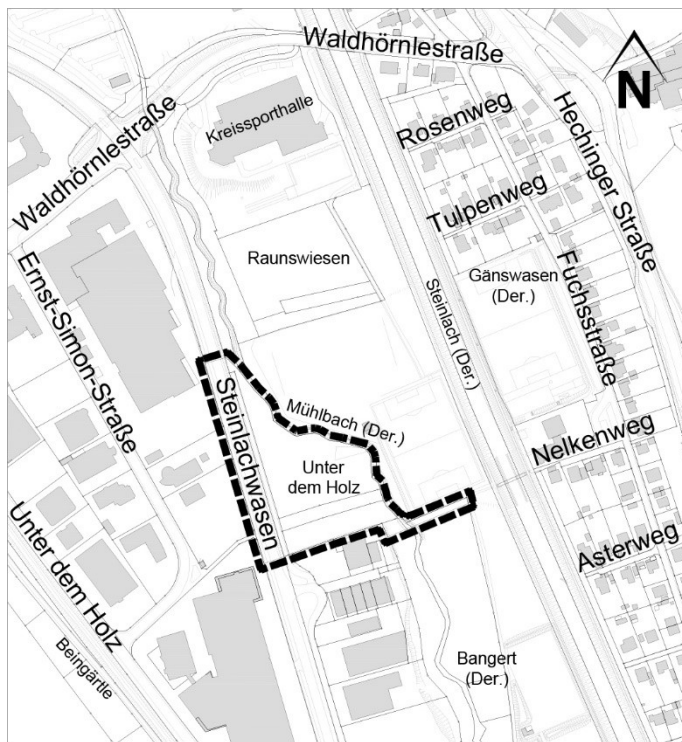 Waldhörnlestraße
N
Kreissporthalle
Rosenweg
Hechinger Straße
Waldhörnlestraße
Tulpenweg
Raunswiesen
Gänswasen
(Der.)
Ernst-Simon-Straße
Steinlach (Der.)
Fuchsstraße
Steinlachwasen
Mühlbach (Der.)
Nelkenweg
Unter
dem Holz
Unter dem Holz
Asterweg
Beingärtle
Bangert
(Der.)